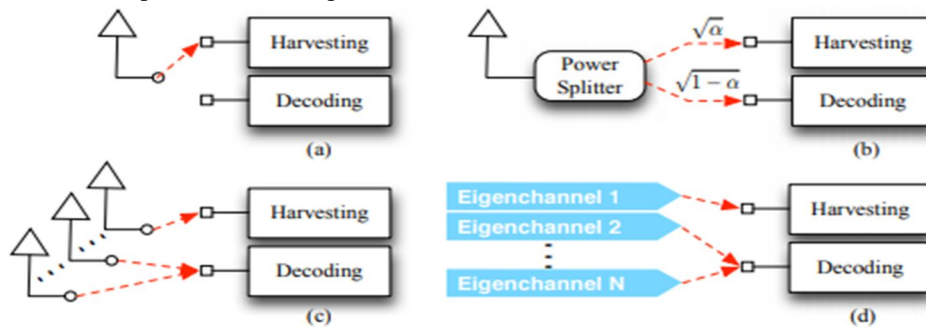 Harvesting
Decoding
(a)
Power
Splitter
√α
√1 − α
Harvesting
Decoding
(b)
Harvesting
Decoding
(c)
Eigenchannel 1
Eigenchannel 2
Eigenchannel N
Harvesting
Decoding
(d)